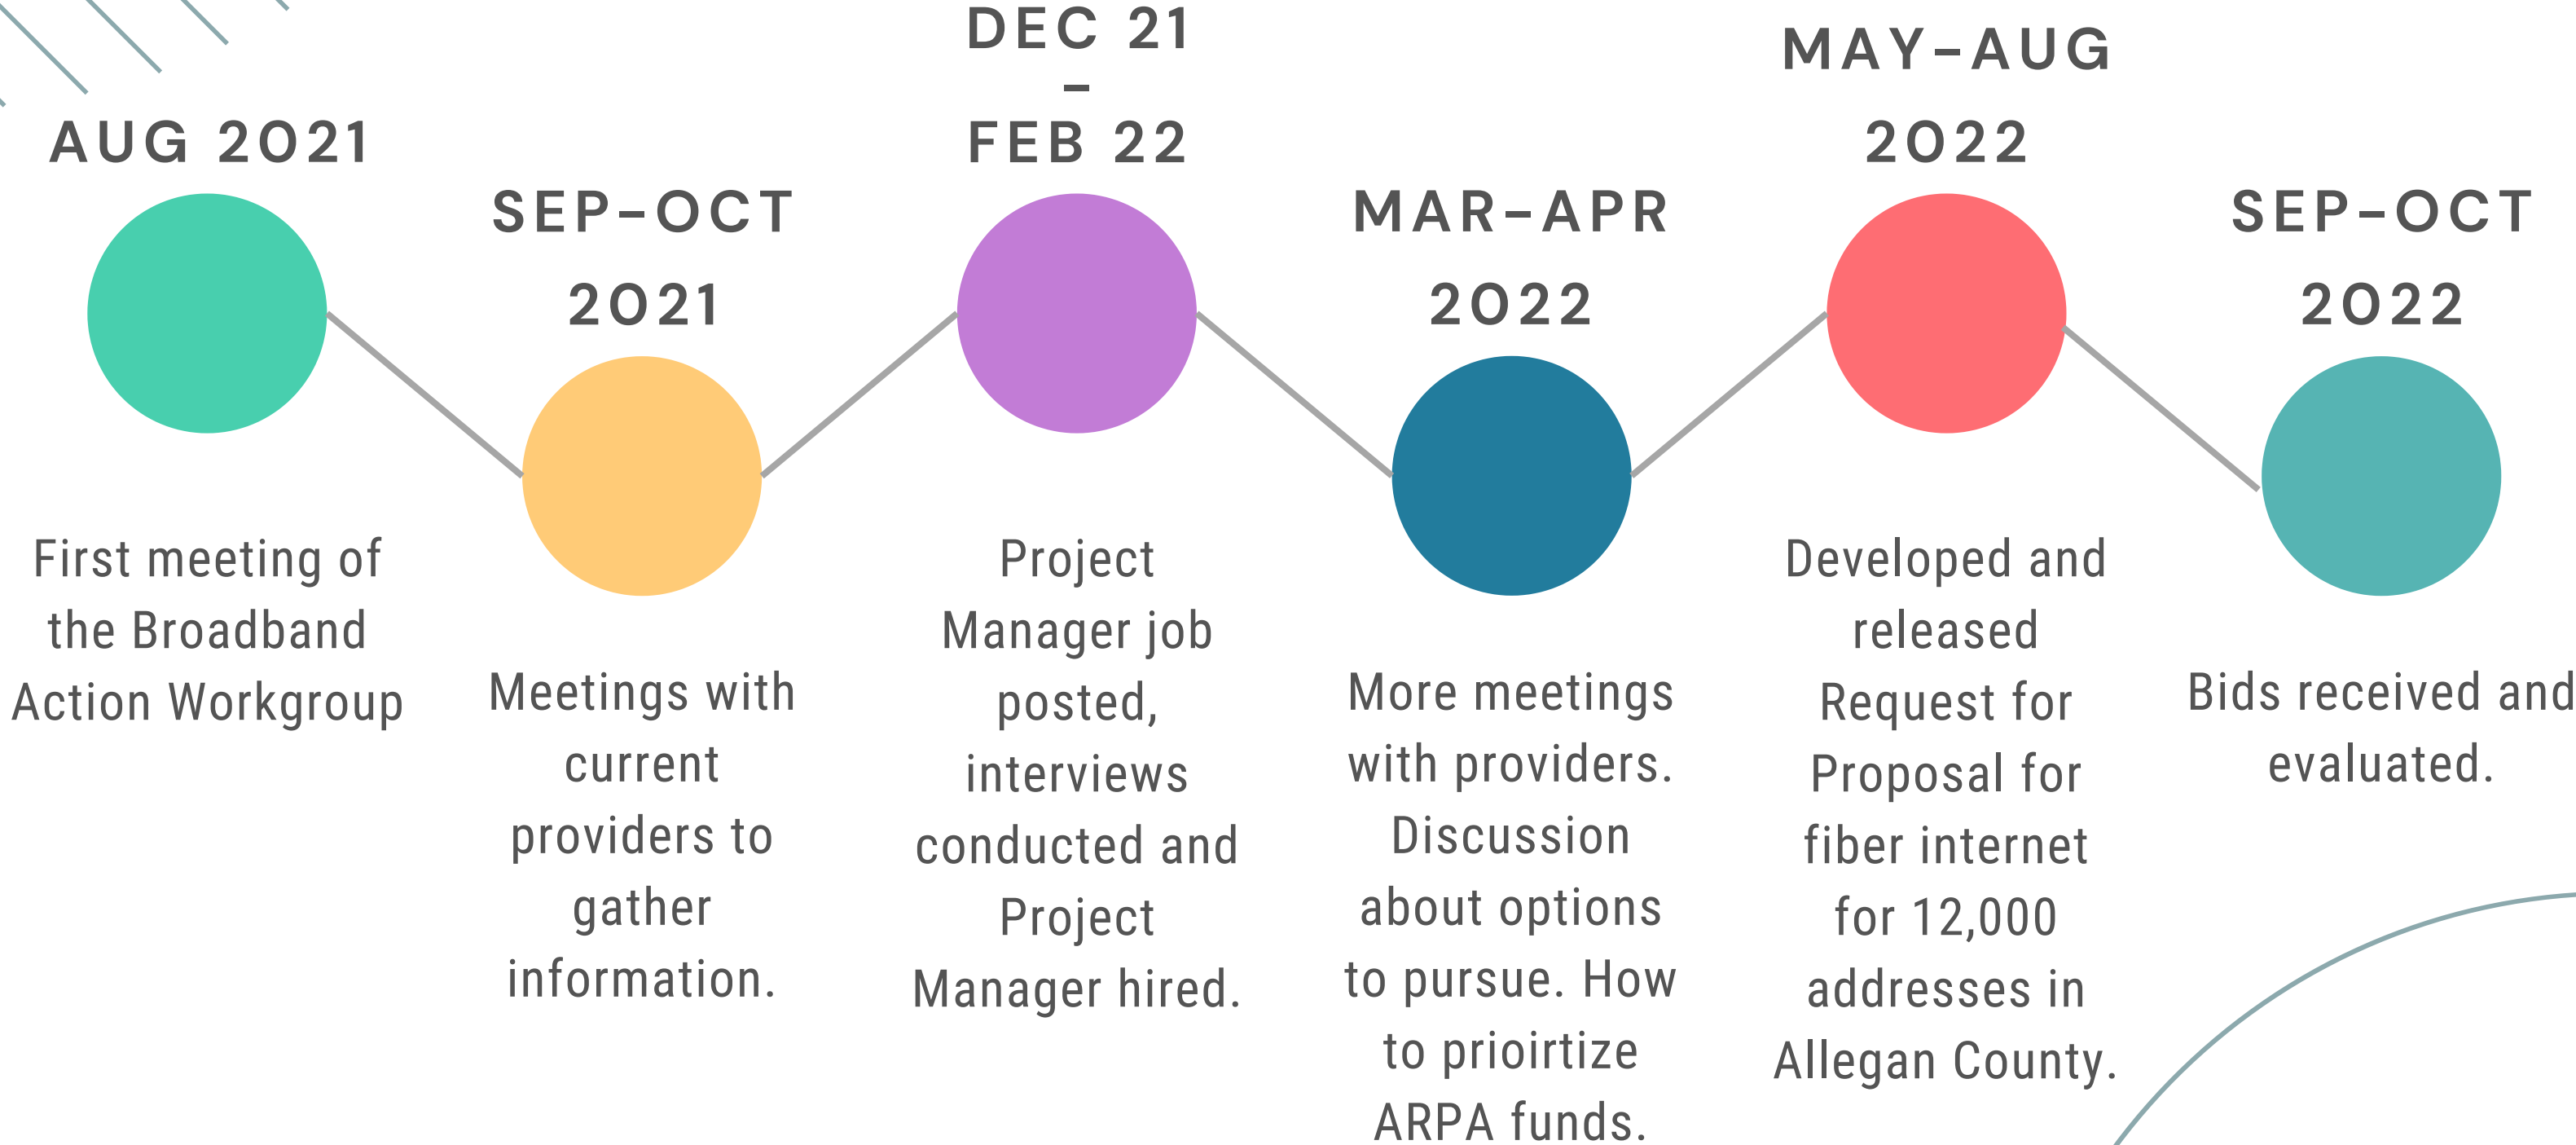 AUG 2021
First meeting of
the Broadband
Action Workgroup
SEP-OCT
2021
Meetings with
current
providers to
gather
information.
DEC 21
-
FEB 22
Project
Manager job
posted,
interviews
conducted and
Project
Manager hired.
MAR-APR
2022
More meetings
with providers.
Discussion
about options
to pursue. How
to prioirtize
ARPA funds.
MAY-AUG
2022
Developed and
released
Request for
Proposal for
fiber internet
for 12,000
addresses in
Allegan County.
SEP-OCT
2022
Bids received and
evaluated.